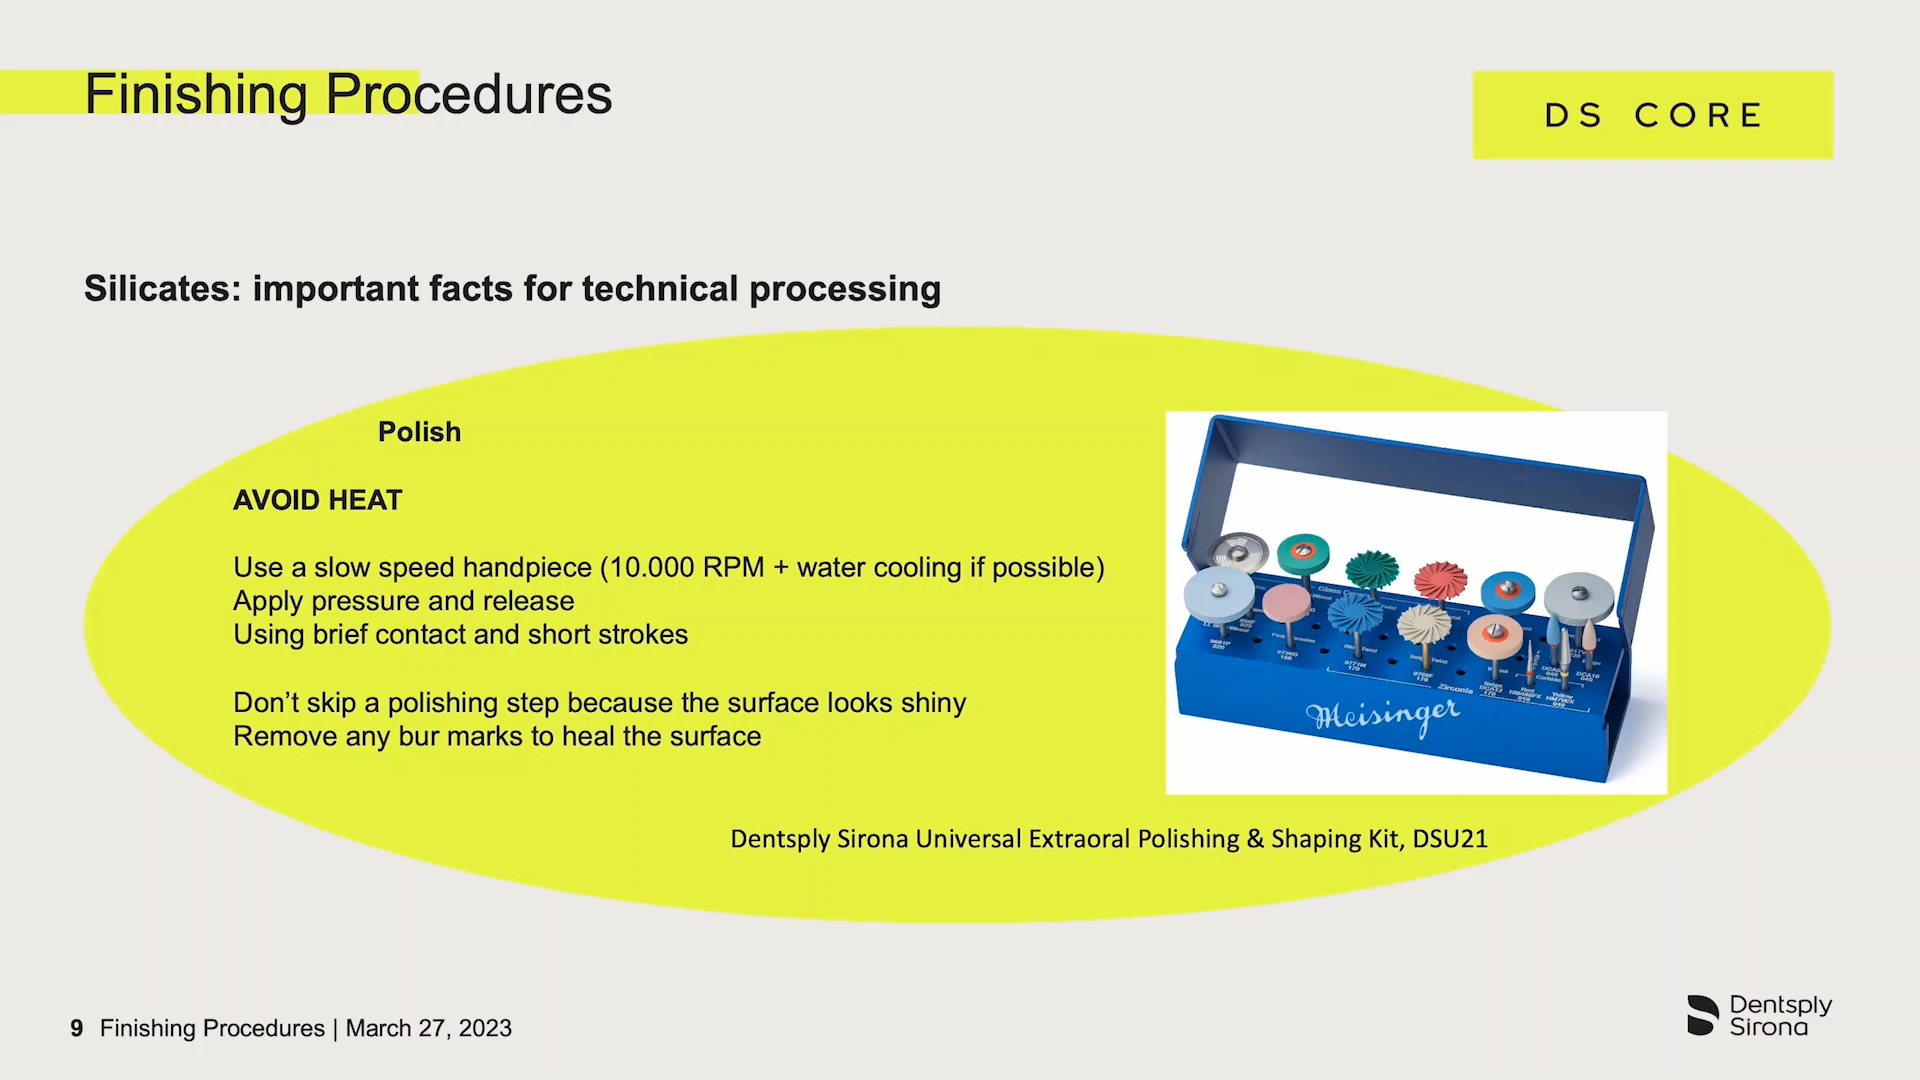 Finishing Procedures
DS CORE
Silicates: important facts for technical processing
Polish
AVOID HEAT
Use a slow speed handpiece (10.000 RPM + water cooling if possible)
Apply pressure and release
Using brief contact and short strokes
Don’t skip a polishing step because the surface looks shiny
Remove any bur marks to heal the surface
Zirconia
Meisinger
Dentsply Sirona Universal Extraoral Polishing & Shaping Kit, DSU21
9 Finishing Procedures | March 27, 2023
Dentsply
Sirona